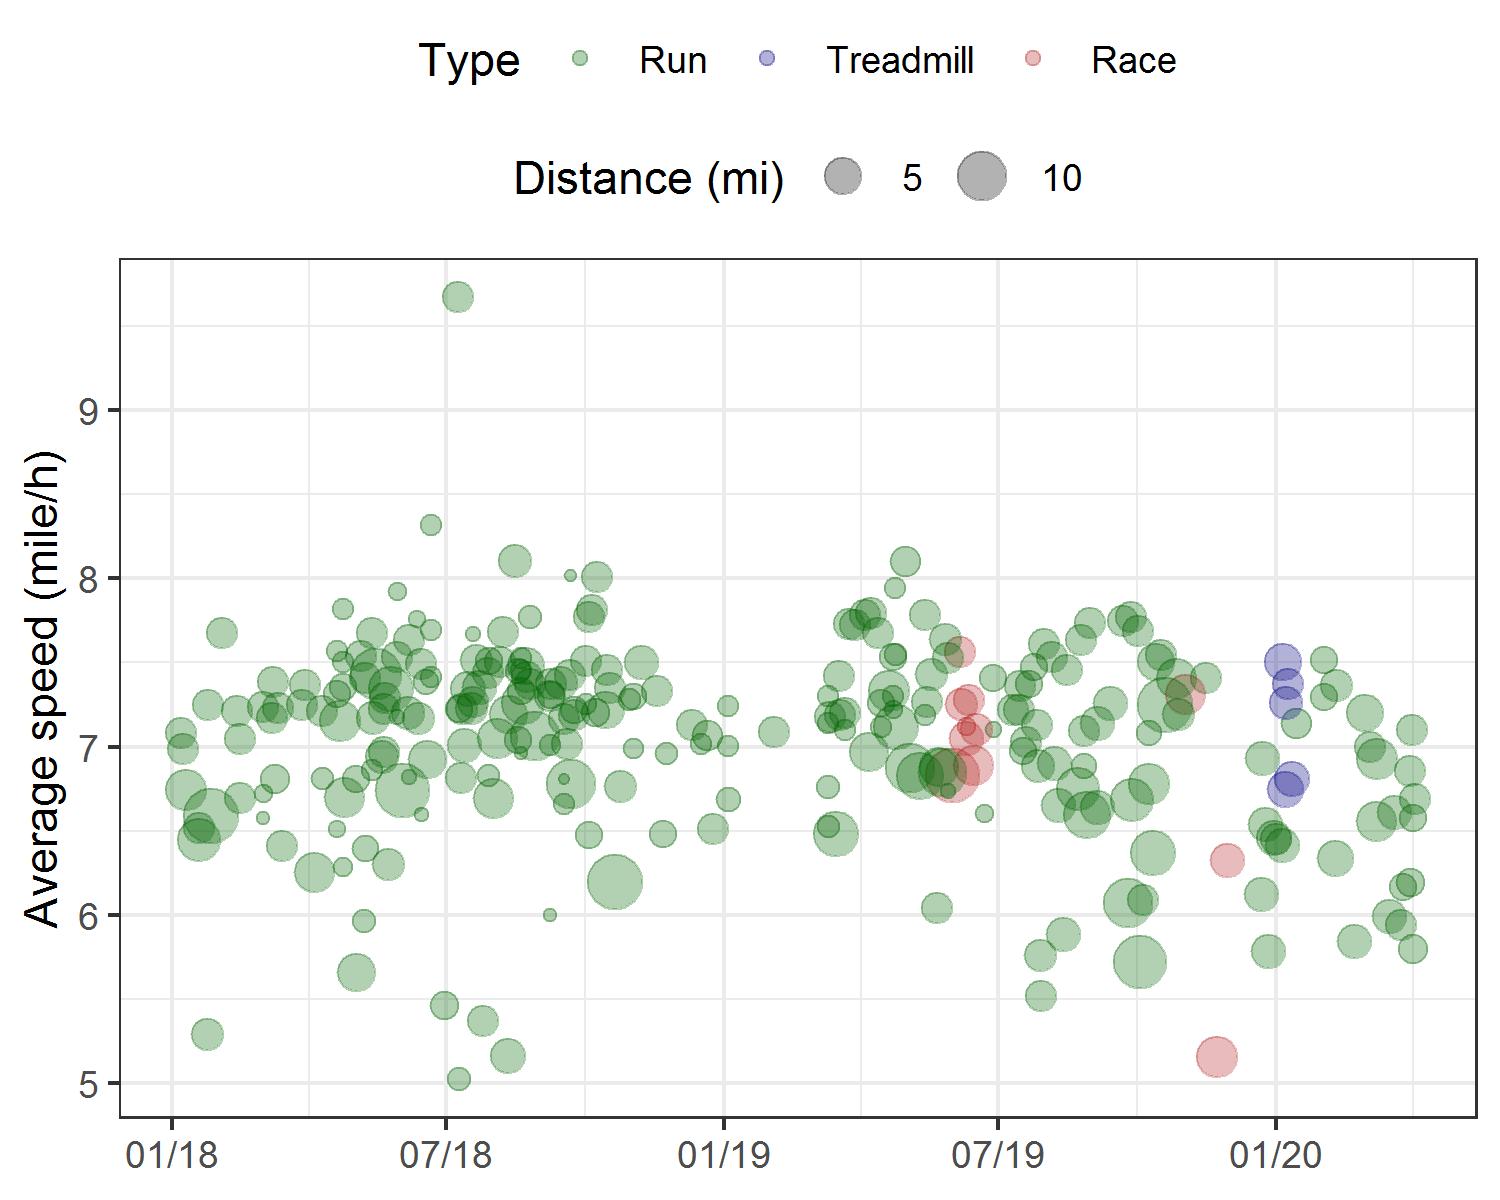 Type Run Treadmill Race
Distance (mi) 5 10
Average speed (mile/h)
9
8
7
6
5
01/18 07/18 01/19 07/19 01/20